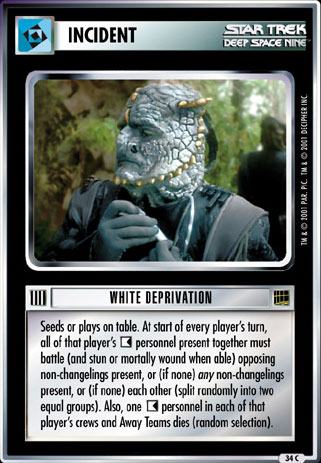 INCIDENT
STAR TREK
DEEP SPACE NINE
TM & © 2001 PAR. PIC. TM & © 2001 DECIPHER INC.
WHITE DEPRIVATION
Seeds or plays on table. At start of every player's turn,
all of that player's personnel present together must
battle (and stun or mortally wound when able) opposing
non-changelings present, or (if none) any non-changelings
present, or (if none) each other (split randomly into two
equal groups). Also, one personnel in each of that
player's crews and Away Teams dies (random selection).
34 C